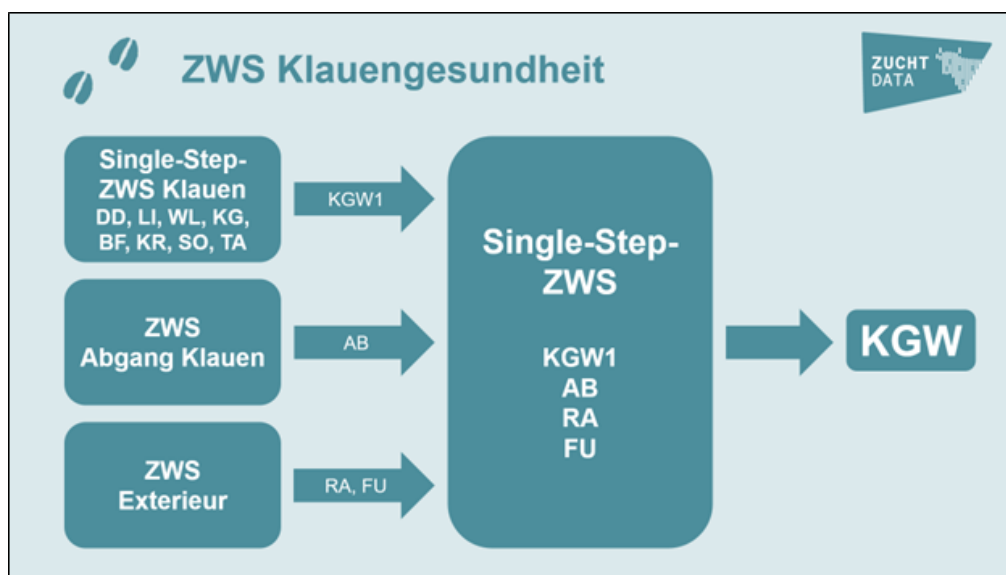 ZWS Klauengesundheit
ZUCHT
DATA
Single-Step-
ZWS Klauen
DD, LI, WL, KG,
BF, KR, SO, TA
KGW1
ZWS
Abgang Klauen
AB
ZWS
Exterieur
RA, FU
Single-Step-
ZWS
KGW1
AB
RA
FU
KGW